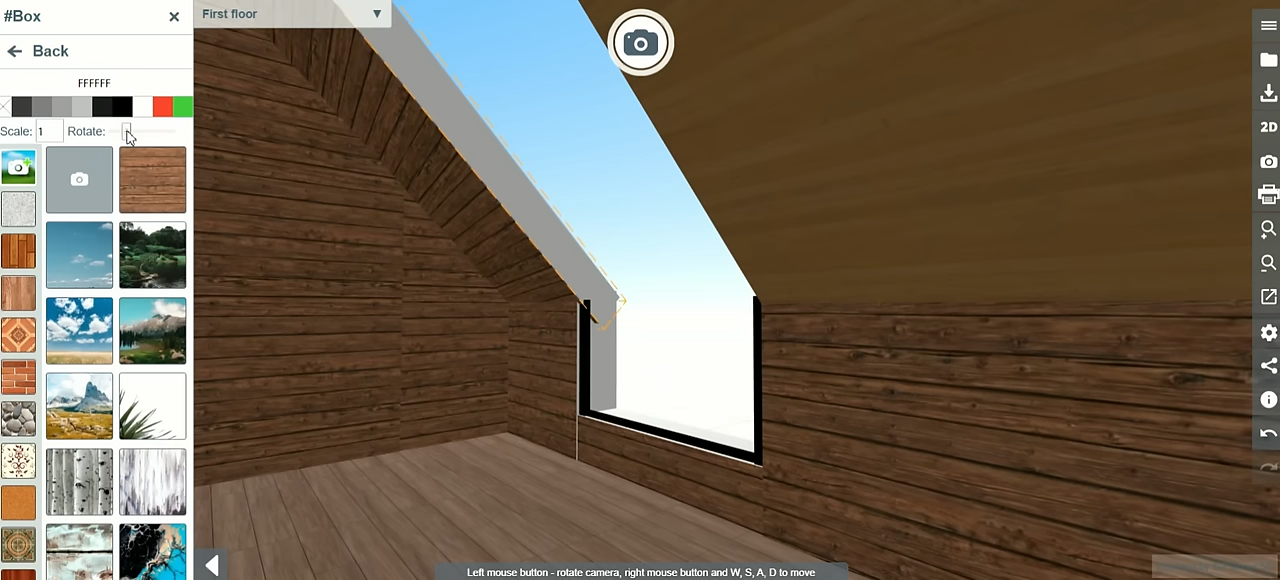 #Box
Back
FFFFFF
Scale: 1 Rotate:
First floor
2D
Left mouse button - rotate camera, right mouse button and W, S, A, D to move